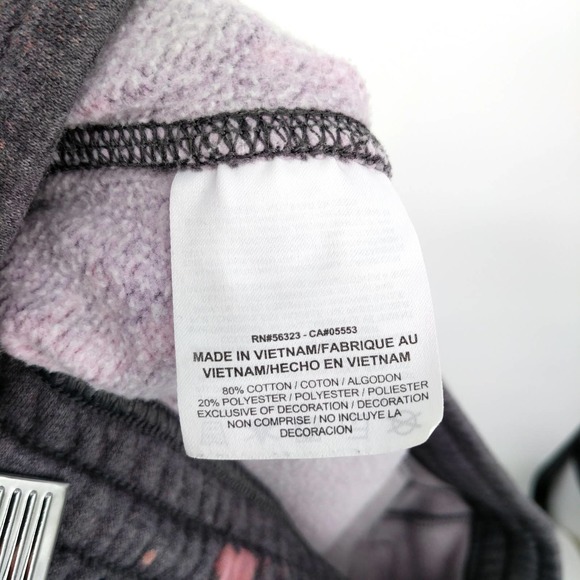 RN#56323 - CA#05553
MADE IN VIETNAM/FABRIQUE AU
VIETNAM/HECHO EN VIETNAM
80% COTTON / COTON / ALGODON
20% POLYESTER / POLYESTER / POLIESTER
EXCLUSIVE OF DECORATION / DECORATION
NON COMPRISE / NO INCLUYE LA
DECORACION